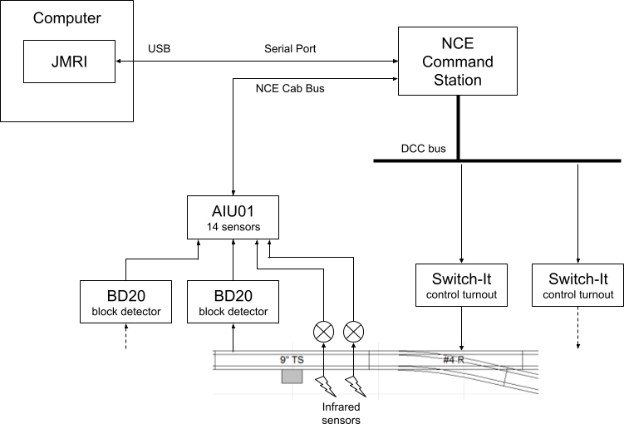 Computer
JMRI
USB
Serial Port
NCE
Command
Station
NCE Cab Bus
DCC bus
AIU01
14 sensors
BD20
block detector
BD20
block detector
Switch-It
control turnout
Switch-It
control turnout
9" TS
#4 R
Infrared
sensors